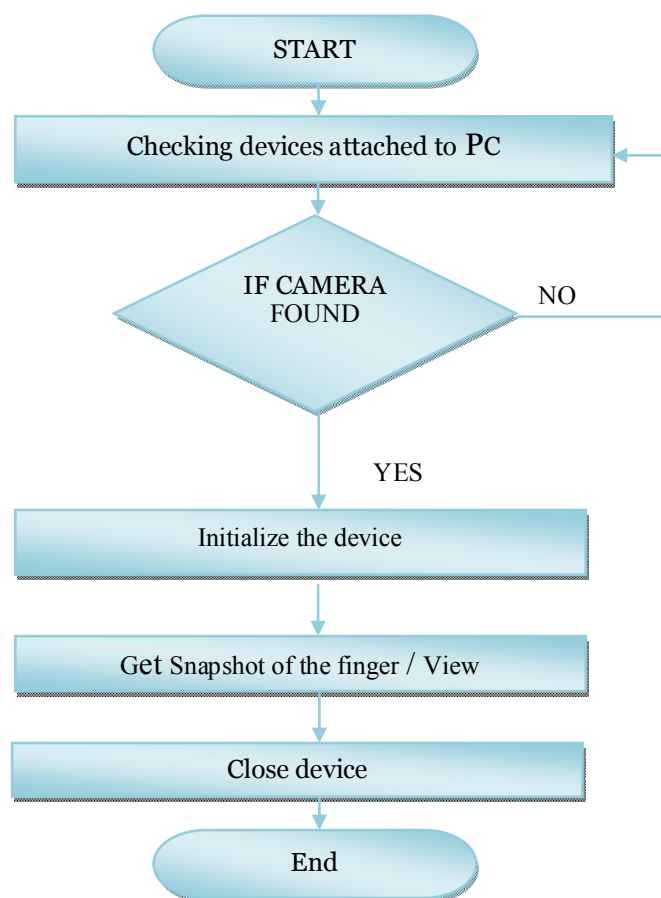 START
Checking devices attached to Pc
IF CAMERA
FOUND
NO
YES
Initialize the device
Get Snapshot of the finger / View
Close device
End